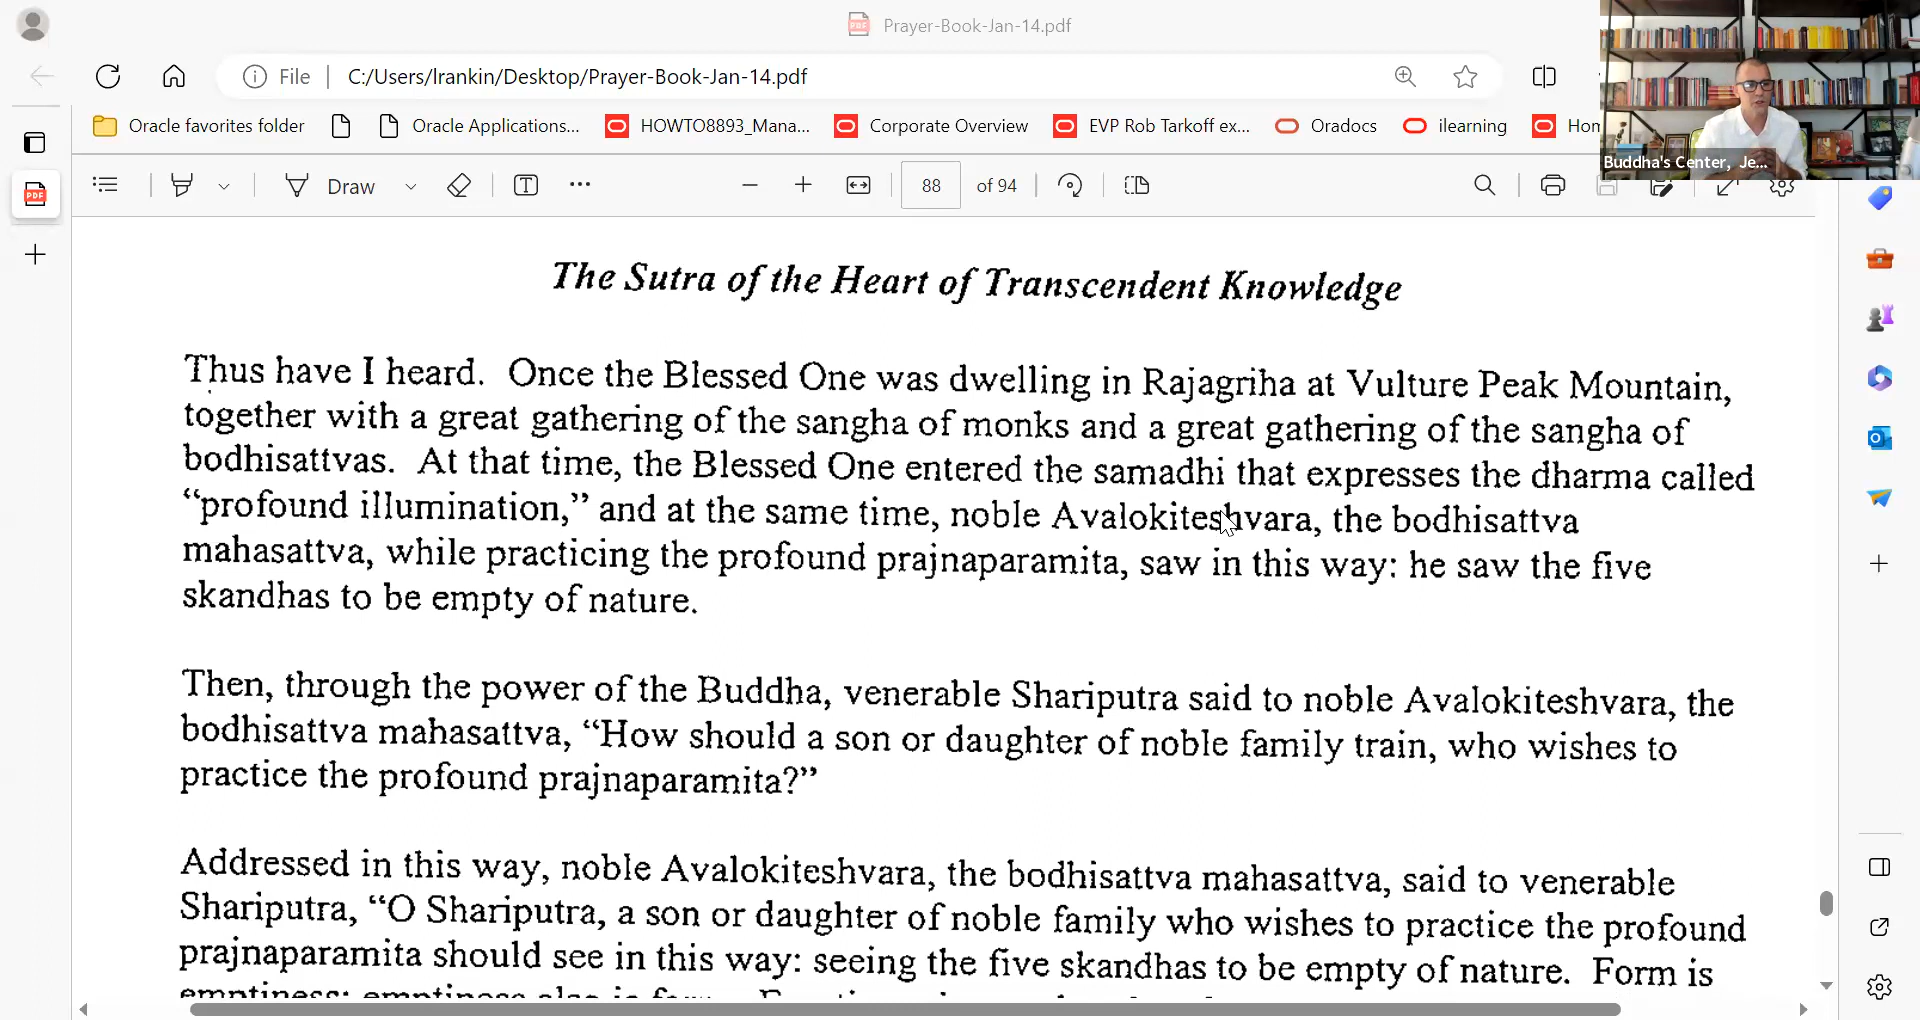 Prayer-Book-Jan-14.pdf
File
C:/Users/lrankin/Desktop/Prayer-Book-Jan-14.pdf
Oracle favorites folder
Oracle Applications...
HOWTO8893_Mana...
Corporate Overview
EVP Rob Tarkoff ex...
Oradocs
ilearning
Buddha's Center, Je...
Draw
88
of 94
The Sutra of the Heart of Transcendent Knowledge
Thus have I heard. Once the Blessed One was dwelling in Rajagriha at Vulture Peak Mountain,
together with a great gathering of the sangha of monks and a great gathering of the sangha of
bodhisattvas. At that time, the Blessed One entered the samadhi that expresses the dharma called
“profound illumination,” and at the same time, noble Avalokiteshvara, the bodhisattva
mahasattva, while practicing the profound prajnaparamita, saw in this way: he saw the five
skandhas to be empty of nature.
Then, through the power of the Buddha, venerable Shariputra said to noble Avalokiteshvara, the
bodhisattva mahasattva, “How should a son or daughter of noble family train, who wishes to
practice the profound prajnaparamita?”
Addressed in this way, noble Avalokiteshvara, the bodhisattva mahasattva, said to venerable
Shariputra, “O Shariputra, a son or daughter of noble family who wishes to practice the profound
prajnaparamita should see in this way: seeing the five skandhas to be empty of nature. Form is
emptiness; emptiness also is